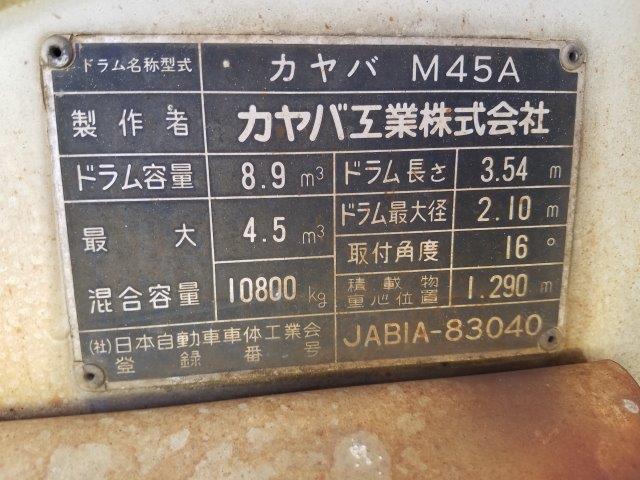 ドラム名称型式 カヤバ M45A
製作者 カヤバ工業株式会社
ドラム容量 8.9 m³ ドラム長さ 3.54 m
最大 4.5 m³ ドラム最大径 2.10 m
混合容量 10800 kg 取付角度 16°
積載物重心位置 1.290 m
(社)日本自動車車体工業会
登録番号 JABIA-83040